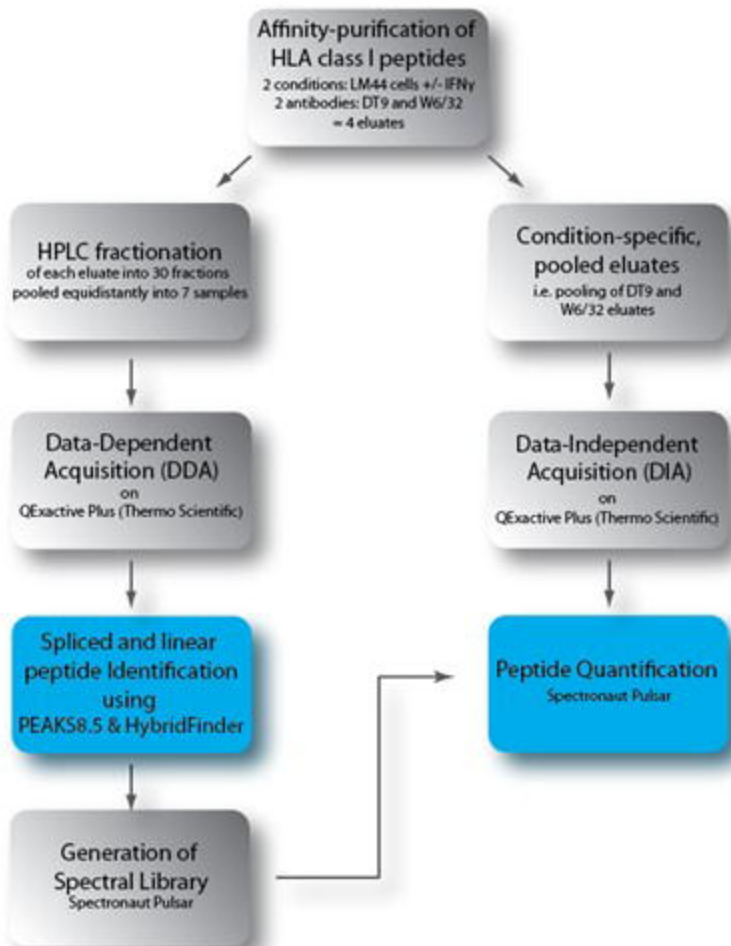 Affinity-purification of
HLA class I peptides
2 conditions: LM44 cells +/- IFNγ
2 antibodies: DT9 and W6/32
= 4 eluates
HPLC fractionation
of each eluate into 30 fractions
pooled equidistantly into 7 samples
Condition-specific,
pooled eluates
i.e. pooling of DT9 and
W6/32 eluates
Data-Dependent
Acquisition (DDA)
on
QExactive Plus (Thermo Scientific)
Data-Independent
Acquisition (DIA)
on
QExactive Plus (Thermo Scientific)
Spliced and linear
peptide Identification
using
PEAKS8.5 & HybridFinder
Peptide Quantification
Spectronaut Pulsar
Generation of
Spectral Library
Spectronaut Pulsar